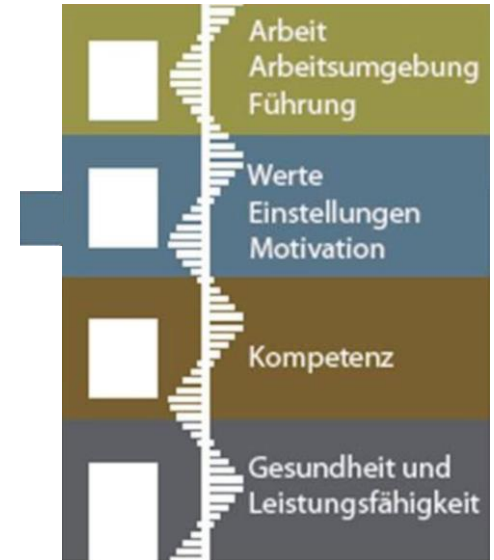 Arbeit
Arbeitsumgebung
Führung
Werte
Einstellungen
Motivation
Kompetenz
Gesundheit und
Leistungsfähigkeit